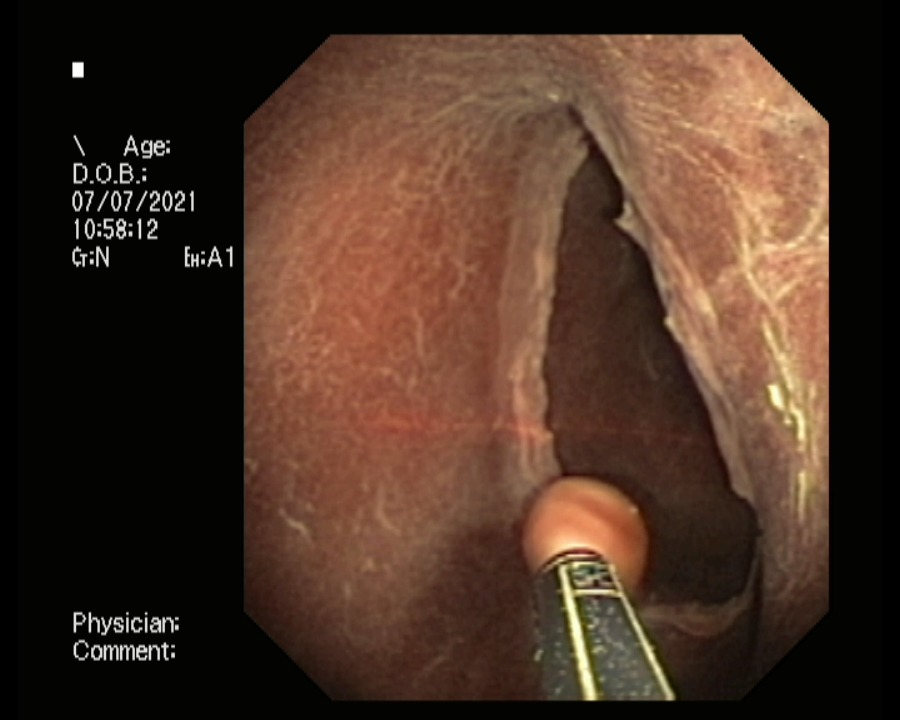 \ Age:
D.O.B.:
07/07/2021
10:58:12
Cr:N EH:A1
Physician:
Comment: